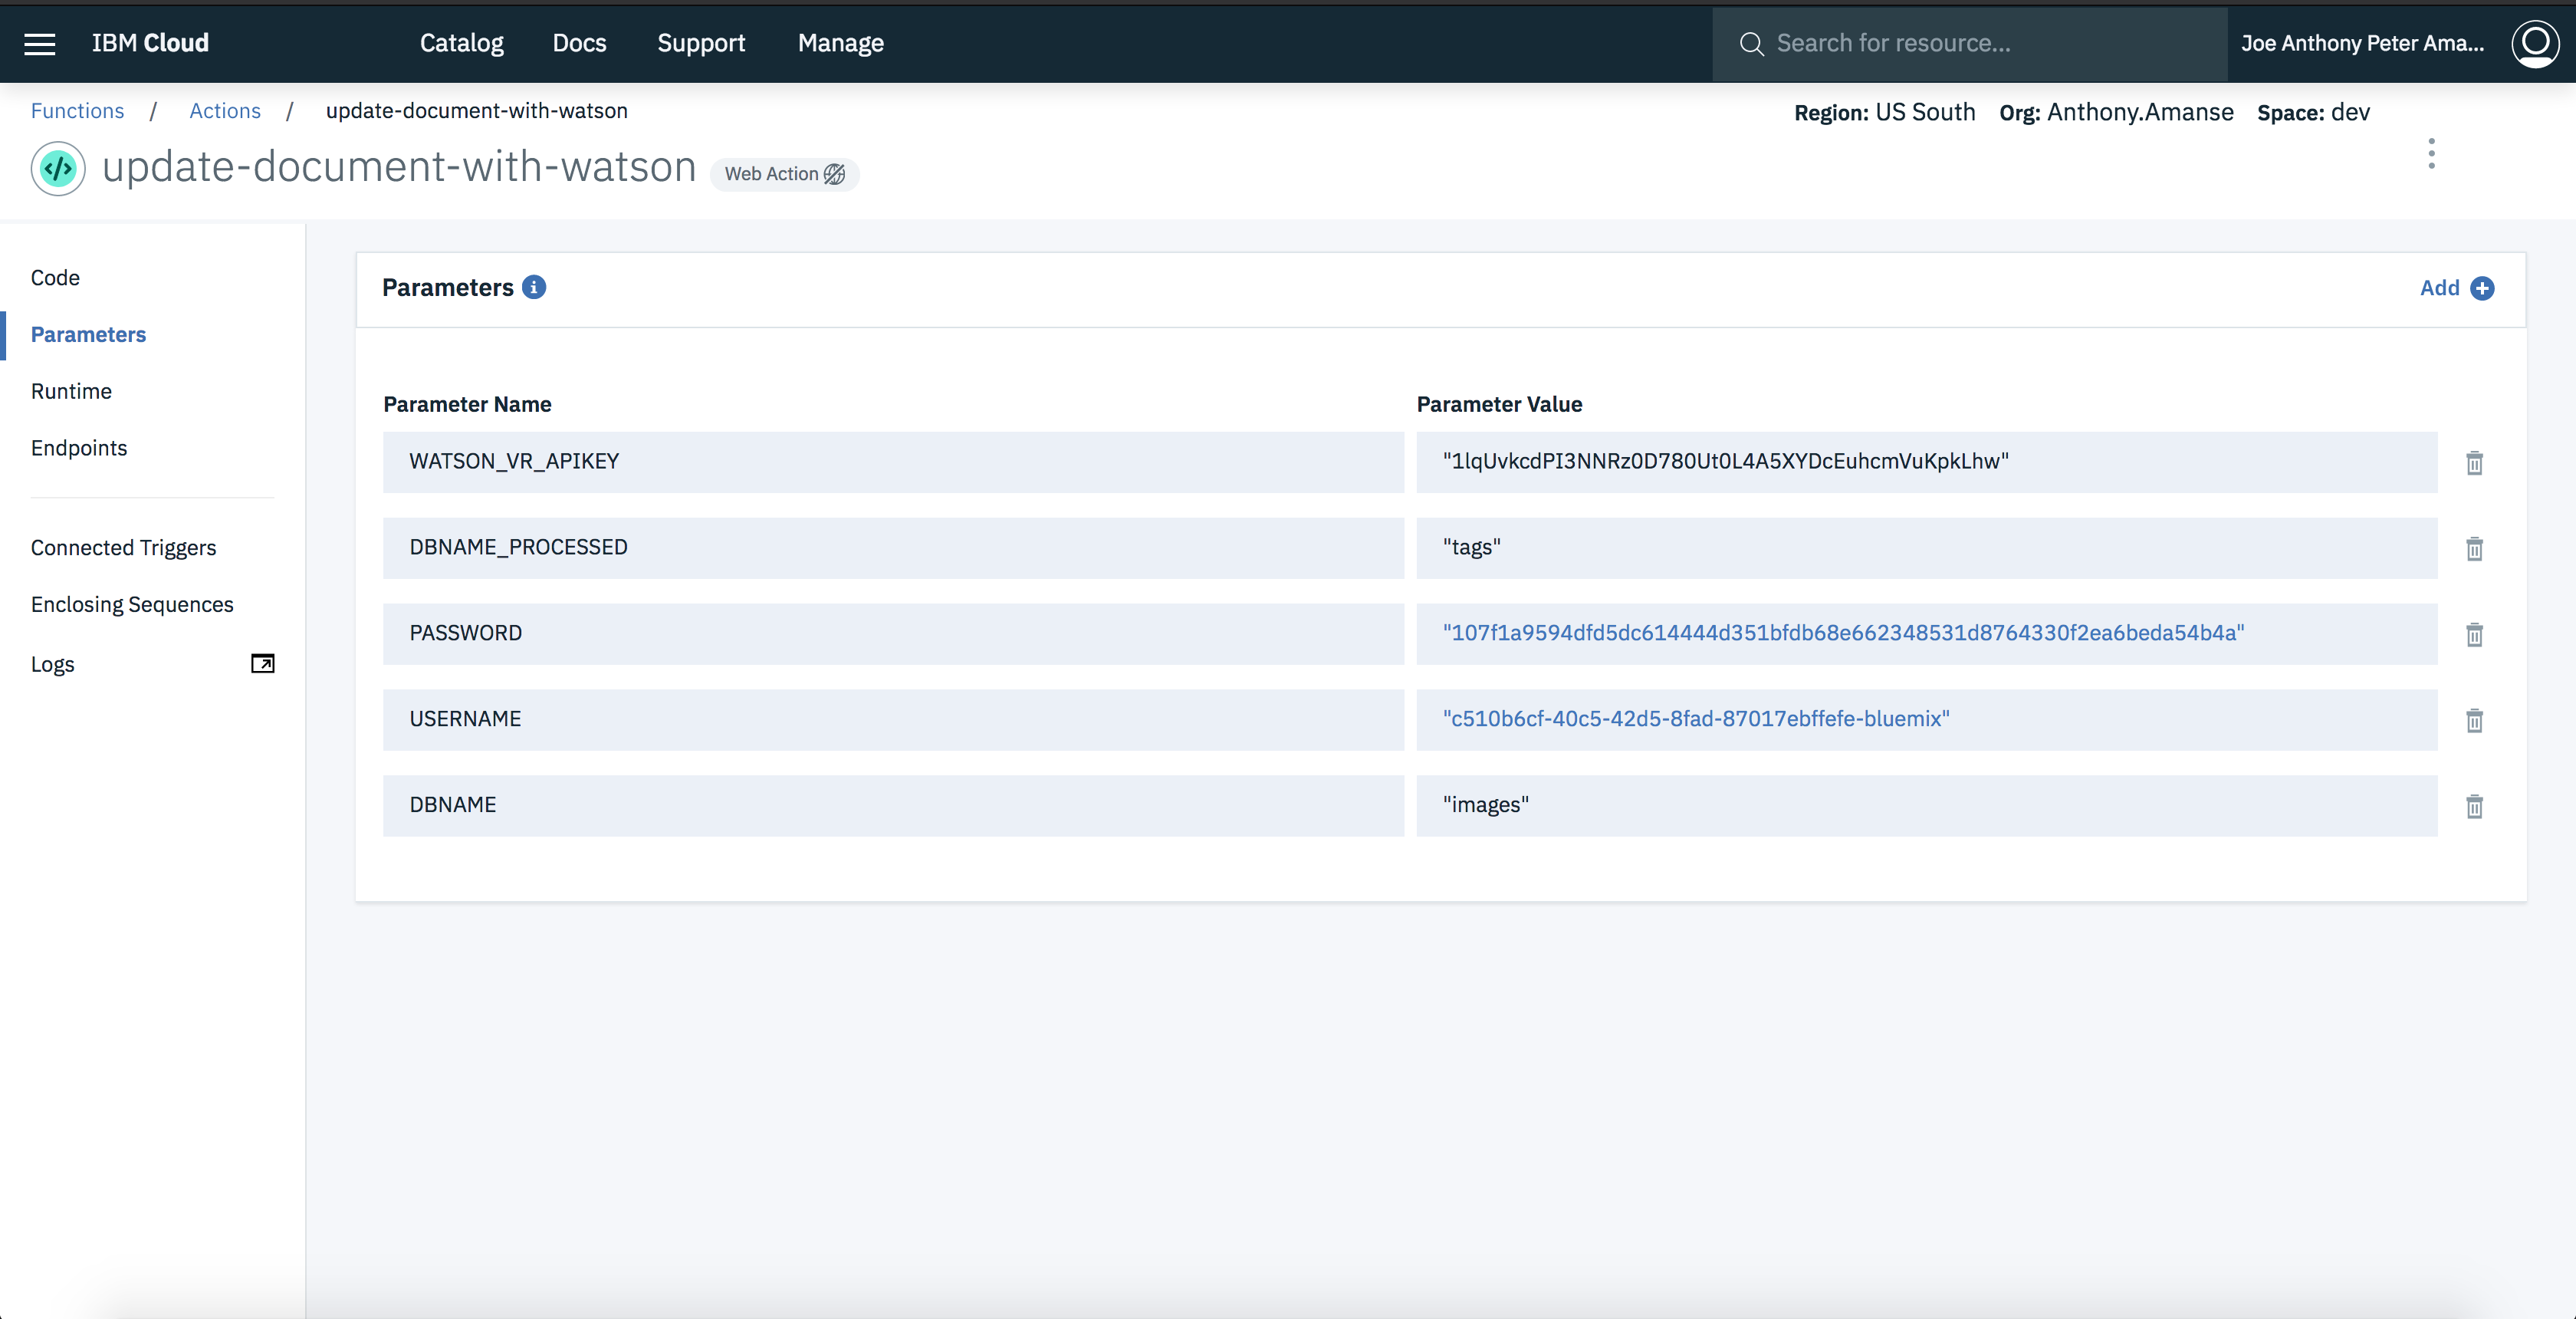 IBM Cloud Catalog Docs Support Manage Search for resource... Joe Anthony Peter Ama...
Functions / Actions / update-document-with-watson Region: US South Org: Anthony.Amanse Space: dev
update-document-with-watson Web Action
Code
Parameters
Runtime
Endpoints
Connected Triggers
Enclosing Sequences
Logs
Parameters Add
Parameter Name Parameter Value
WATSON_VR_APIKEY "1lqUvkcdPI3NNRz0D780Ut0L4A5XYDcEuhcmVuKpkLhw"
DBNAME_PROCESSED "tags"
PASSWORD "107f1a9594dfd5dc614444d351bfdb68e662348531d8764330f2ea6beda54b4a"
USERNAME "c510b6cf-40c5-42d5-8fad-87017ebffefe-bluemix"
DBNAME "images"